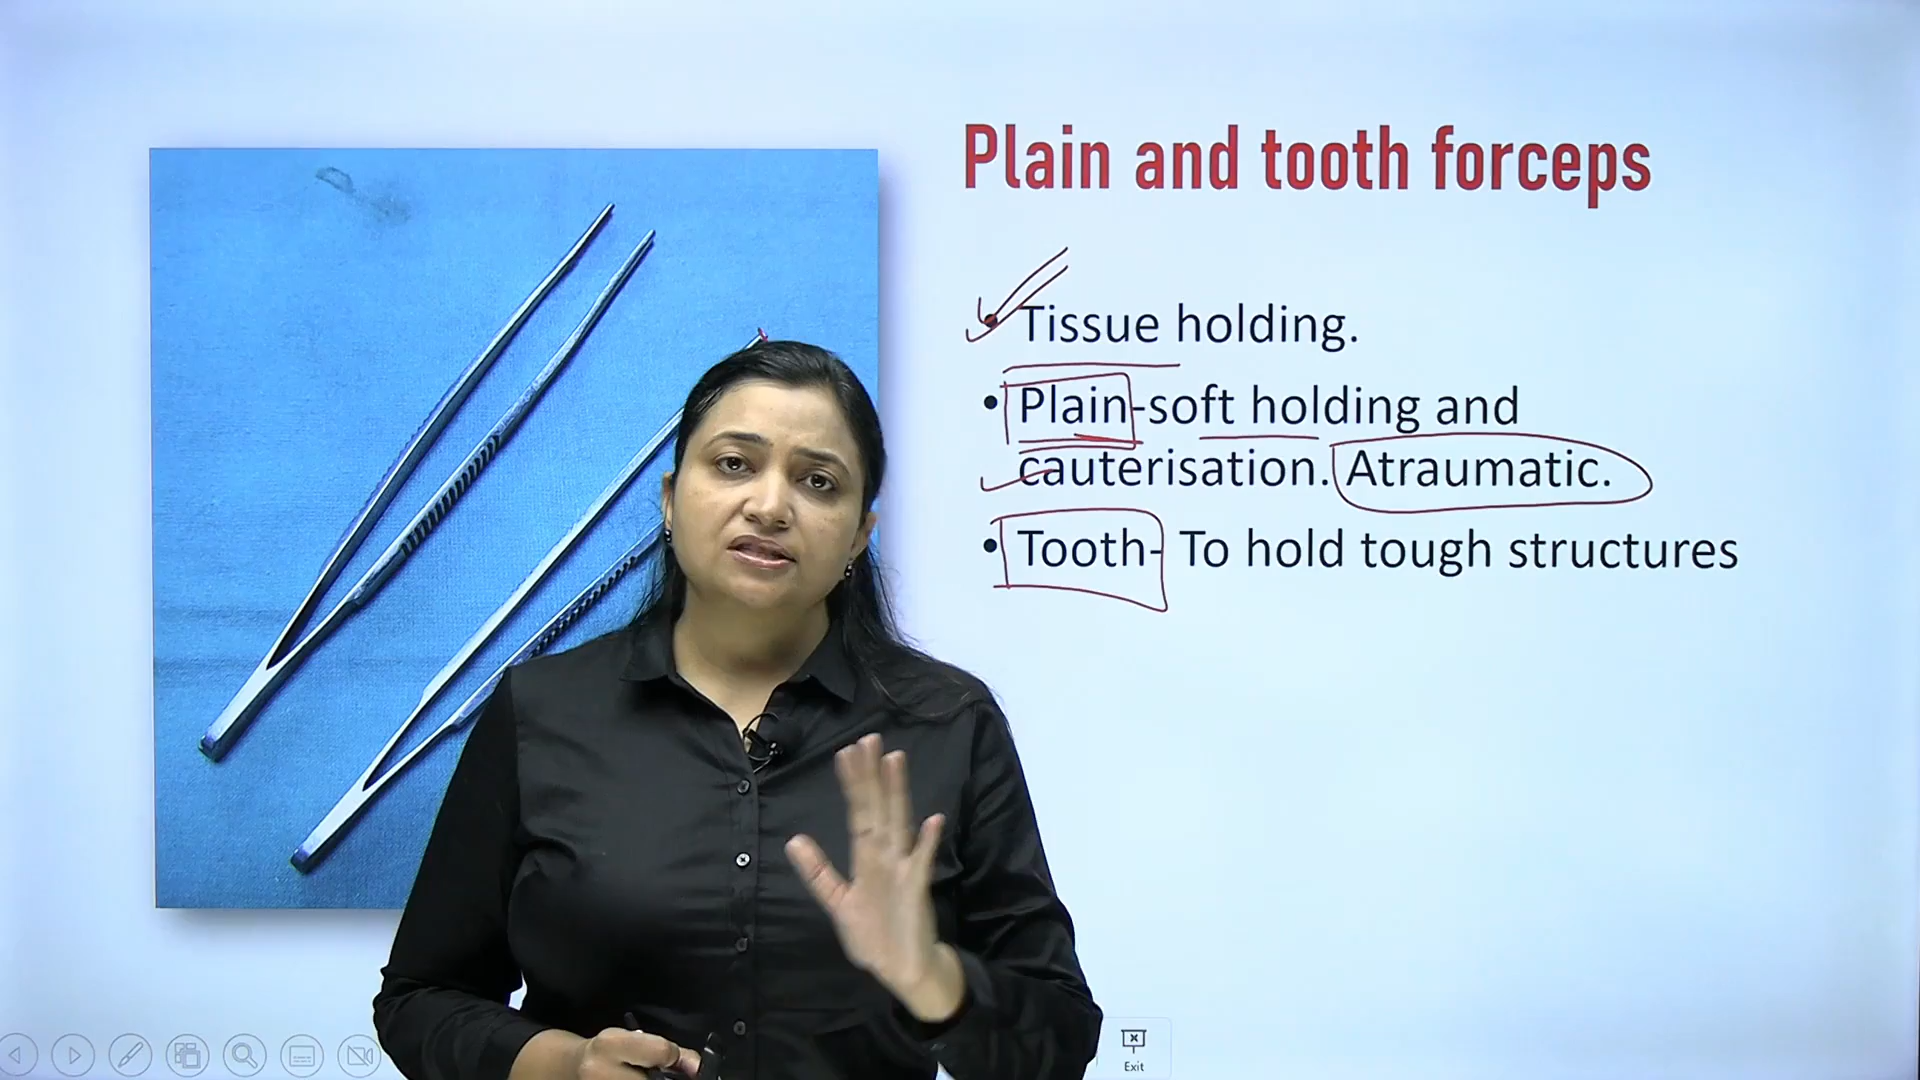 Plain and tooth forceps
• Tissue holding.
• Plain-soft holding and
cauterisation. Atraumatic.
• Tooth- To hold tough structures
Exit